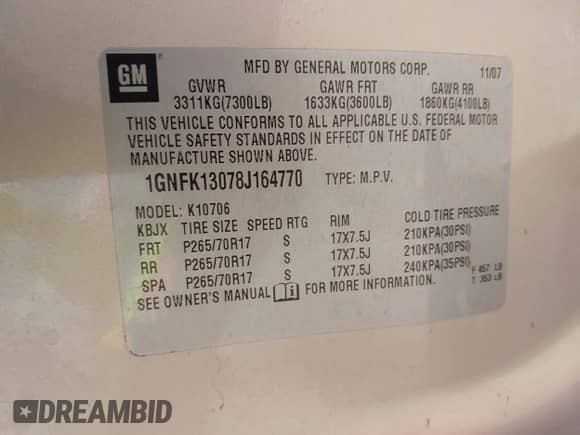 GM
MFD BY GENERAL MOTORS CORP. 11/07
GVWR GAWR FRT GAWR RR
3311KG(7300LB) 1633KG(3600LB) 1860KG(4100LB)
THIS VEHICLE CONFORMS TO ALL APPLICABLE U.S. FEDERAL MOTOR
VEHICLE SAFETY STANDARDS IN EFFECT ON THE DATE OF
MANUFACTURE SHOWN ABOVE.
1GNFK13078J164770 TYPE: M.P.V.
MODEL: K10706
KBJX TIRE SIZE SPEED RTG RIM COLD TIRE PRESSURE
FRT P265/70R17 S 17X7.5J 210KPA(30PSI)
RR P265/70R17 S 17X7.5J 210KPA(30PSI)
SPA P265/70R17 S 17X7.5J 240KPA(35PSI)
F 457 LB
T 353 LB
SEE OWNER'S MANUAL i FOR MORE INFORMATION.
DREAMBID